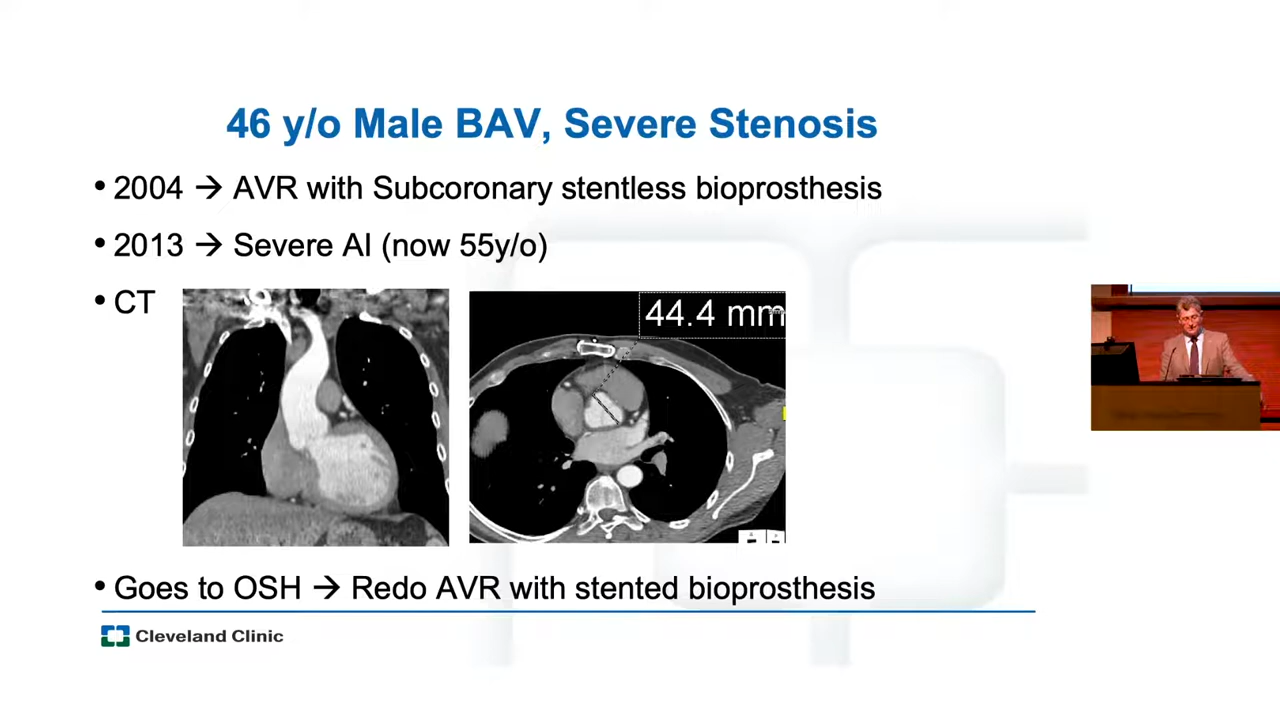 46 y/o Male BAV, Severe Stenosis
• 2004 → AVR with Subcoronary stentless bioprosthesis
• 2013 → Severe AI (now 55y/o)
• CT
44.4 mm
• Goes to OSH → Redo AVR with stented bioprosthesis
Cleveland Clinic